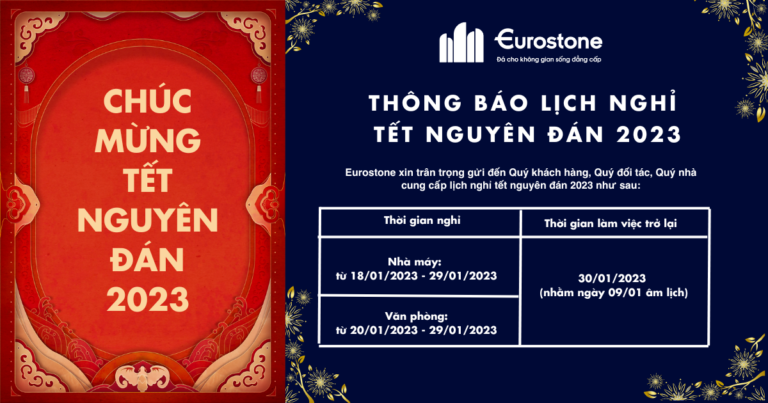 CHÚC
MỪNG
TẾT
NGUYÊN
ĐÁN
2023
Eurostone
Đá cho không gian sống đẳng cấp
THÔNG BÁO LỊCH NGHỈ
TẾT NGUYÊN ĐÁN 2023
Eurostone xin trân trọng gửi đến Quý khách hàng, Quý đối tác, Quý nhà
cung cấp lịch nghỉ tết nguyên đán 2023 như sau:
Thời gian nghỉ
Thời gian làm việc trở lại
Nhà máy:
từ 18/01/2023 - 29/01/2023
30/01/2023
(nhằm ngày 09/01 âm lịch)
Văn phòng:
từ 20/01/2023 - 29/01/2023